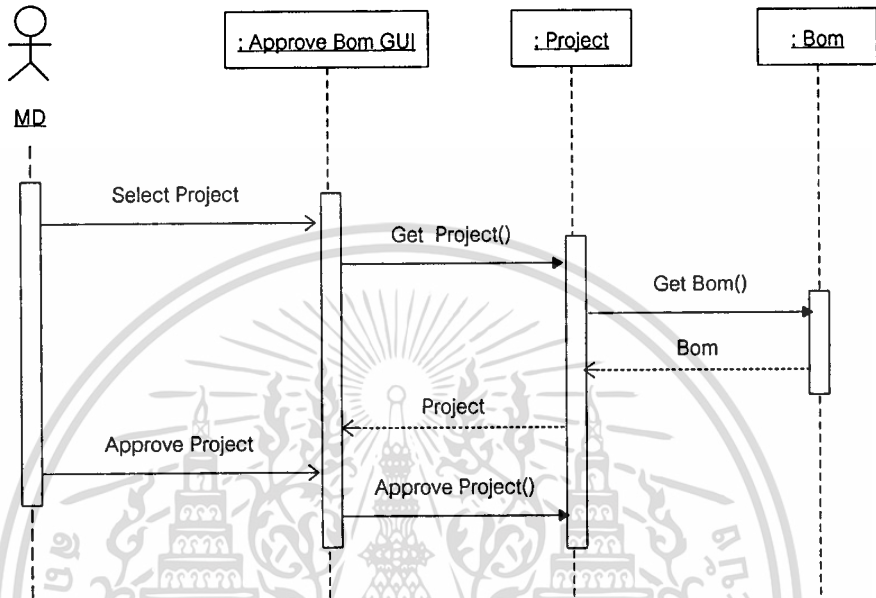 : Approve Bom GUI
: Project
: Bom
MD
Select Project
Get Project()
Get Bom()
Bom
Project
Approve Project
Approve Project()